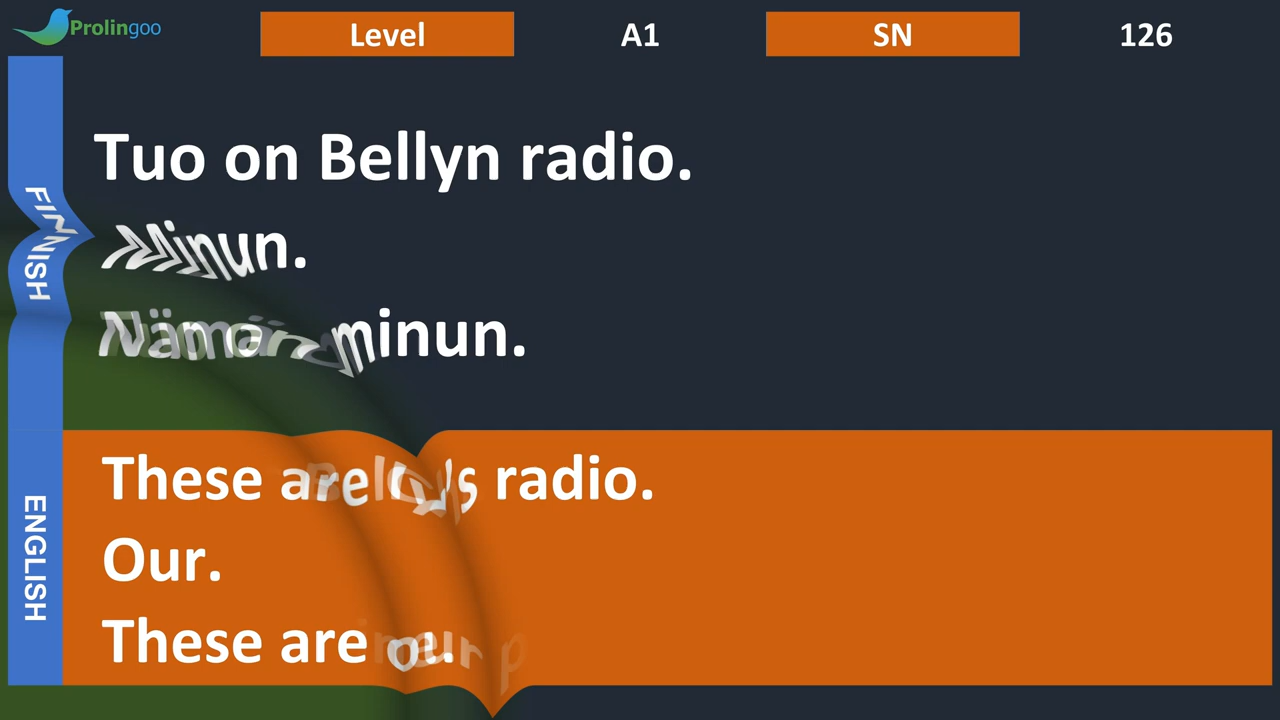 Prolingoo
Level A1 SN 126
FINNISH
Tuo on Bellyn radio.
Minun.
minun.
ENGLISH
These are radio.
Our.
These are